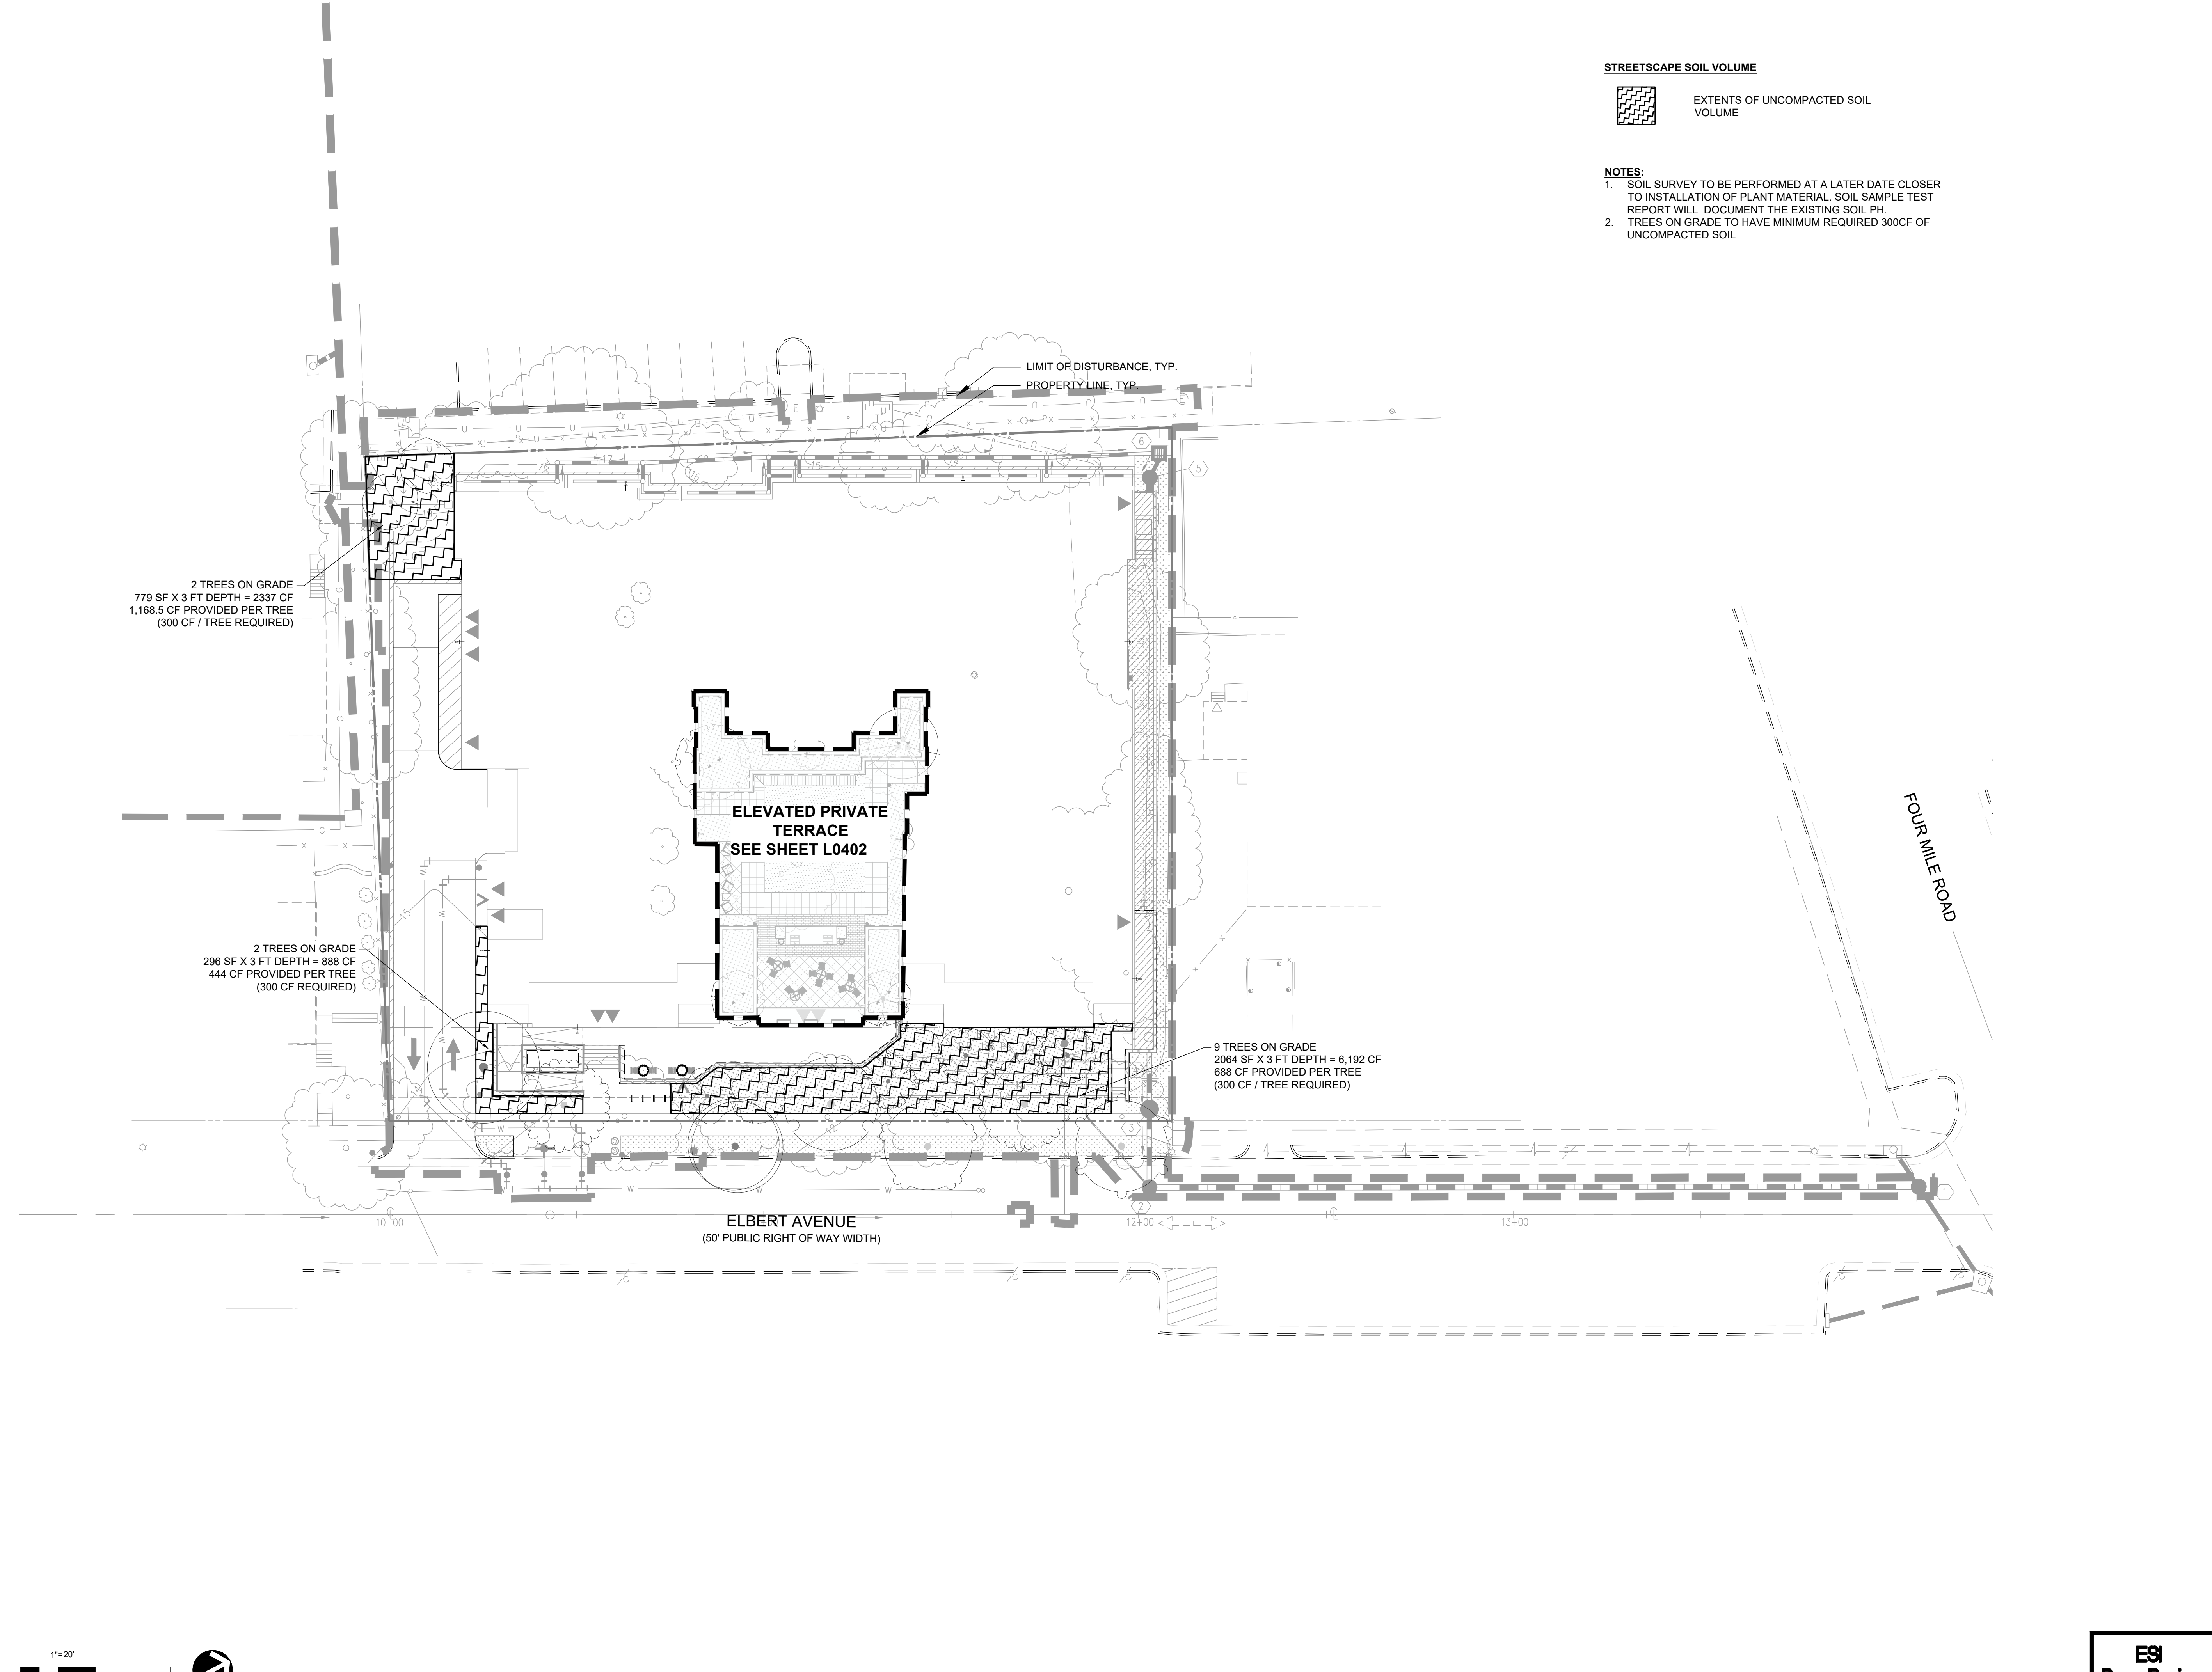 STREETSCAPE SOIL VOLUME
EXTENTS OF UNCOMPACTED SOIL
VOLUME
NOTES:
1. SOIL SURVEY TO BE PERFORMED AT A LATER DATE CLOSER
TO INSTALLATION OF PLANT MATERIAL. SOIL SAMPLE TEST
REPORT WILL DOCUMENT THE EXISTING SOIL PH.
2. TREES ON GRADE TO HAVE MINIMUM REQUIRED 300CF OF
UNCOMPACTED SOIL
LIMIT OF DISTURBANCE, TYP.
PROPERTY LINE, TYP.
6
5
2 TREES ON GRADE
779 SF X 3 FT DEPTH = 2337 CF
1,168.5 CF PROVIDED PER TREE
(300 CF / TREE REQUIRED)
ELEVATED PRIVATE
TERRACE
SEE SHEET L0402
FOUR MILE ROAD
2 TREES ON GRADE
296 SF X 3 FT DEPTH = 888 CF
444 CF PROVIDED PER TREE
(300 CF REQUIRED)
9 TREES ON GRADE
2064 SF X 3 FT DEPTH = 6,192 CF
688 CF PROVIDED PER TREE
(300 CF / TREE REQUIRED)
3
1
2
10+00
12+00
13+00
ELBERT AVENUE
(50' PUBLIC RIGHT OF WAY WIDTH)
1"=20'
ESI